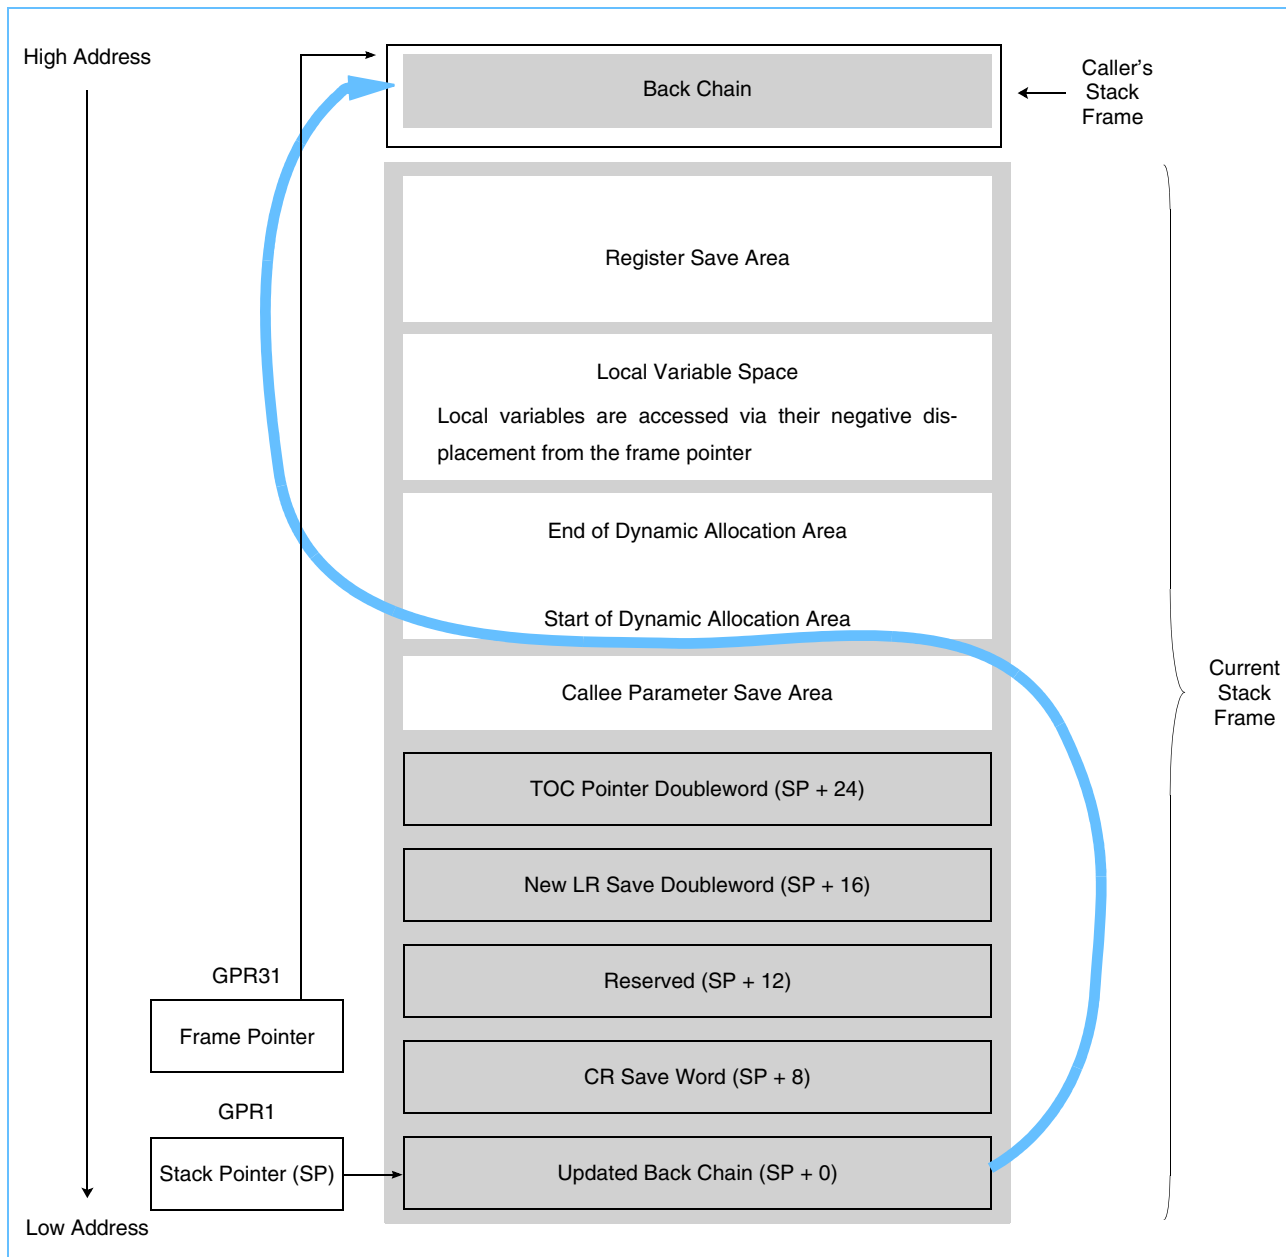 High Address
Back Chain
Caller's
Stack
Frame
Register Save Area
Local Variable Space
Local variables are accessed via their negative dis-
placement from the frame pointer
End of Dynamic Allocation Area
Start of Dynamic Allocation Area
Callee Parameter Save Area
Current
Stack
Frame
TOC Pointer Doubleword (SP + 24)
New LR Save Doubleword (SP + 16)
Reserved (SP + 12)
GPR31
Frame Pointer
CR Save Word (SP + 8)
GPR1
Stack Pointer (SP)
Updated Back Chain (SP + 0)
Low Address